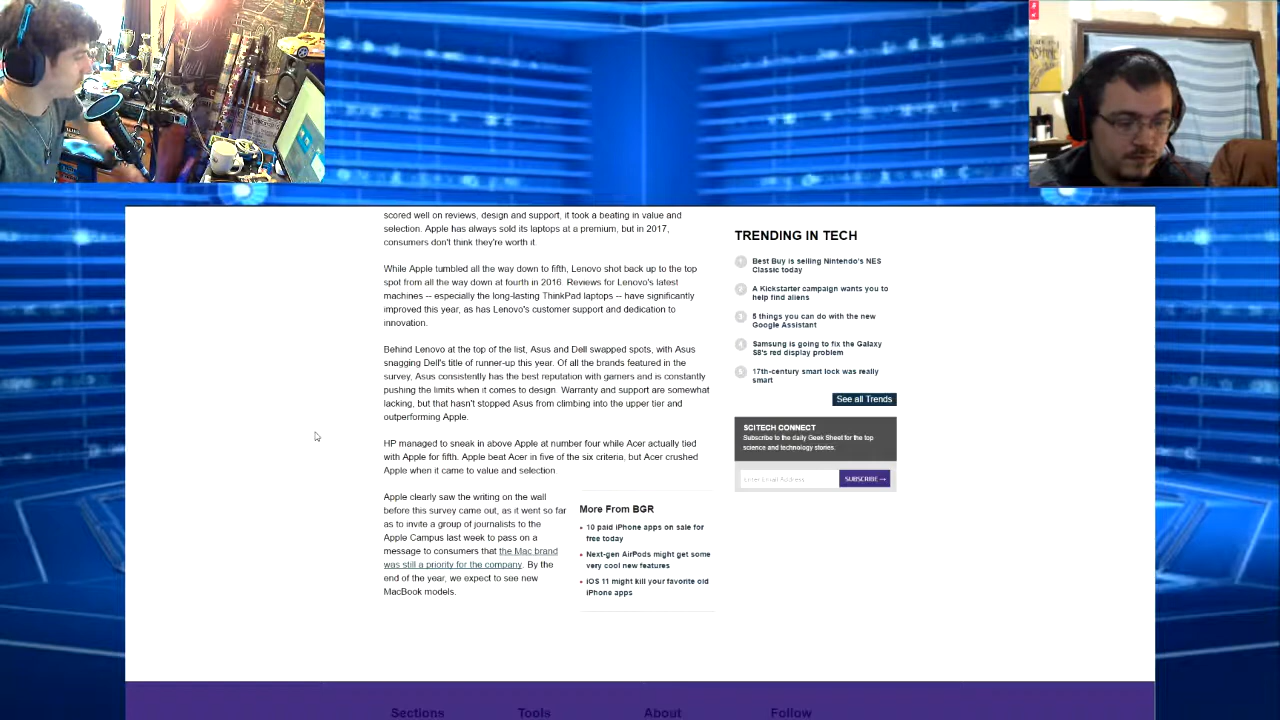 scored well on reviews, design and support, it took a beating in value and
selection. Apple has always sold its laptops at a premium, but in 2017,
consumers don't think they're worth it.
While Apple tumbled all the way down to fifth, Lenovo shot back up to the top
spot from all the way down at fourth in 2016. Reviews for Lenovo's latest
machines -- especially the long-lasting ThinkPad laptops -- have significantly
improved this year, as has Lenovo's customer support and dedication to
innovation.
Behind Lenovo at the top of the list, Asus and Dell swapped spots, with Asus
snagging Dell's title of runner-up this year. Of all the brands featured in the
survey, Asus consistently has the best reputation with gamers and is constantly
pushing the limits when it comes to design. Warranty and support are somewhat
lacking, but that hasn't stopped Asus from climbing into the upper tier and
outperforming Apple.
HP managed to sneak in above Apple at number four while Acer actually tied
with Apple for fifth. Apple beat Acer in five of the six criteria, but Acer crushed
Apple when it came to value and selection
Apple clearly saw the writing on the wall
before this survey came out, as it went so far
as to invite a group of journalists to the
Apple Campus last week to pass on a
message to consumers that the Mac brand
was still a priority for the company. By the
end of the year, we expect to see new
MacBook models.
More From BGR
10 paid iPhone apps on sale for
free today
Next-gen AirPods might get some
very cool new features
iOS 11 might kill your favorite old
iPhone apps
TRENDING IN TECH
1 Best Buy is selling Nintendo's NES
Classic today
2 A Kickstarter campaign wants you to
help find aliens
3 5 things you can do with the new
Google Assistant
4 Samsung is going to fix the Galaxy
S8's red display problem
5 17th-century smart lock was really
smart
See all Trends
SCITECH CONNECT
Subscribe to the daily Geek Sheet for the top
science and technology stories.
Enter Email Address
SUBSCRIBE→
Sections Tools About Follow